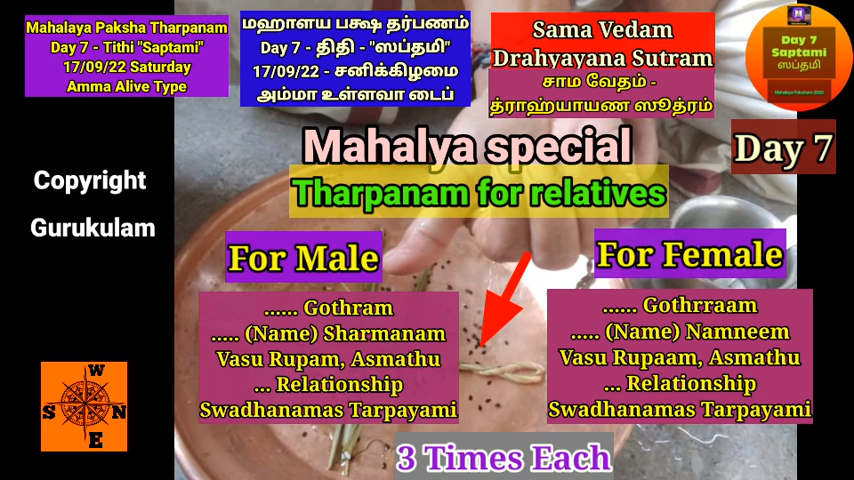 Mahalaya Paksha Tharpanam
Day 7 - Tithi "Saptami"
17/09/22 Saturday
Amma Alive Type
மஹாளய பக்ஷ தர்பணம்
Day 7 - திதி - "ஸப்தமி"
17/09/22 - சனிக்கிழமை
அம்மா உள்ளவா டைப்
Sama Vedam
Drahyayana Sutram
சாம வேதம் -
த்ராஹ்யாயண ஸூத்ரம்
Day 7
Saptami
ஸப்தமி
Mahalaya Paksham 2022
Day 7
Mahalya special
Tharpanam for relatives
Copyright
Gurukulam
For Male
...... Gothram
..... (Name) Sharmanam
Vasu Rupam, Asmathu
... Relationship
Swadhanamas Tarpayami
For Female
...... Gothrraam
..... (Name) Namneem
Vasu Rupaam, Asmathu
... Relationship
Swadhanamas Tarpayami
3 Times Each
W
S
N
E